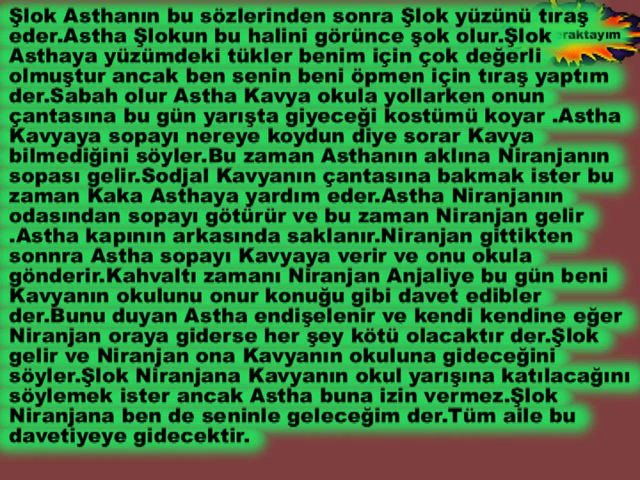 Şlok Asthanın bu sözlerinden sonra Şlok yüzünü tıraş
eder.Astha Şlokun bu halini görünce şok olur.Şlok
Asthaya yüzümdeki tükler benim için çok değerli
olmuştur ancak ben senin beni öpmen için tıraş yaptım
der.Sabah olur Astha Kavya okula yollarken onun
çantasına bu gün yarışta giyeceği kostümü koyar .Astha
Kavyaya sopayı nereye koydun diye sorar Kavya
bilmediğini söyler.Bu zaman Asthanın aklına Niranjanın
sopası gelir.Sodjal Kavyanın çantasına bakmak ister bu
zaman Kaka Asthaya yardım eder.Astha Niranjanın
odasından sopayı götürür ve bu zaman Niranjan gelir
.Astha kapının arkasında saklanır.Niranjan gittikten
sonnra Astha sopayı Kavyaya verir ve onu okula
gönderir.Kahvaltı zamanı Niranjan Anjaliye bu gün beni
Kavyanın okulunu onur konuğu gibi davet edibler
der.Bunu duyan Astha endişelenir ve kendi kendine eğer
Niranjan oraya giderse her şey kötü olacaktır der.Şlok
gelir ve Niranjan ona Kavyanın okuluna gideceğini
söyler.Şlok Niranjana Kavyanın okul yarışına katılacağını
söylemek ister ancak Astha buna izin vermez.Şlok
Niranjana ben de seninle geleceğim der.Tüm aile bu
davetiyeye gidecektir.